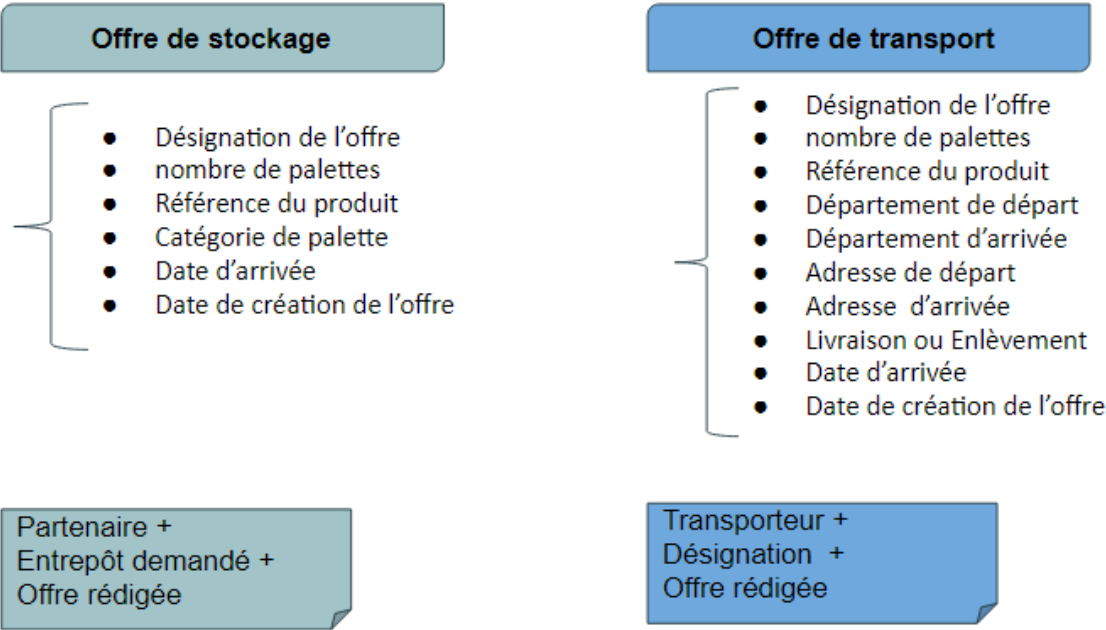 Offre de stockage
● Désignation de l’offre
● nombre de palettes
● Référence du produit
● Catégorie de palette
● Date d’arrivée
● Date de création de l’offre
Partenaire +
Entrepôt demandé +
Offre rédigée
Offre de transport
● Désignation de l’offre
● nombre de palettes
● Référence du produit
● Département de départ
● Département d’arrivée
● Adresse de départ
● Adresse d’arrivée
● Livraison ou Enlèvement
● Date d’arrivée
● Date de création de l’offre
Transporteur +
Désignation +
Offre rédigée